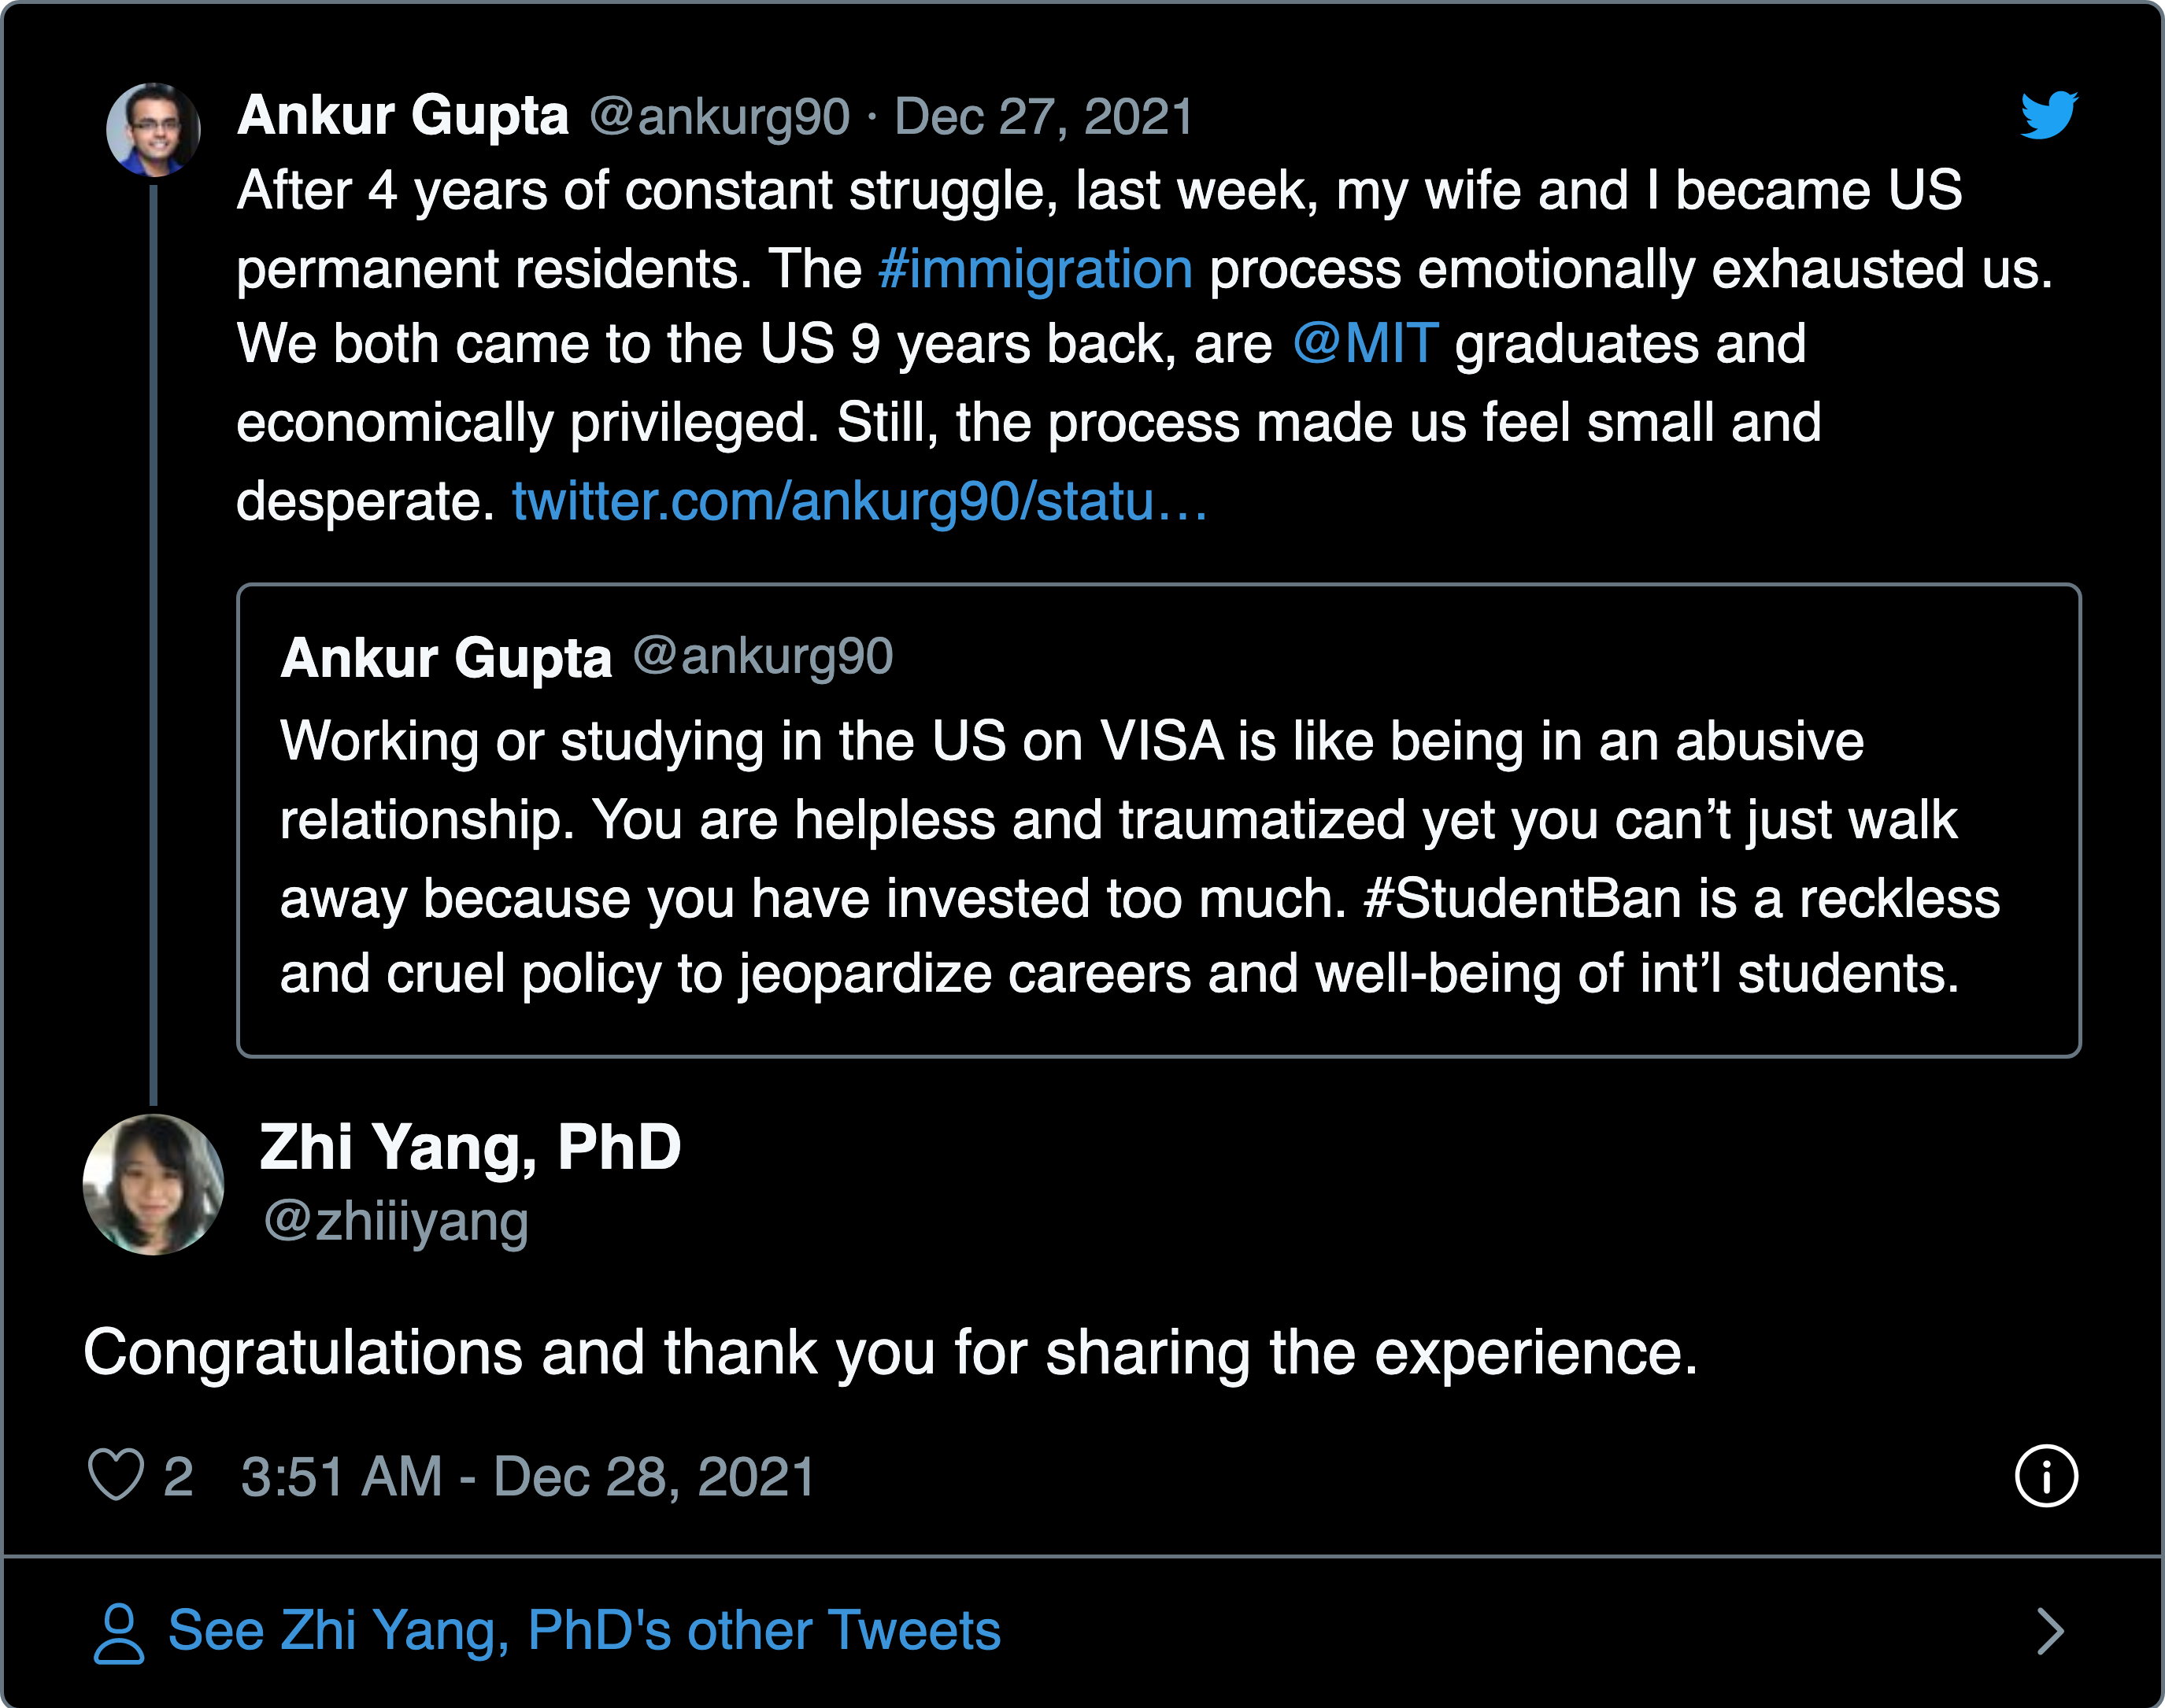 Ankur Gupta @ankurg90 · Dec 27, 2021
After 4 years of constant struggle, last week, my wife and I became US
permanent residents. The #immigration process emotionally exhausted us.
We both came to the US 9 years back, are @MIT graduates and
economically privileged. Still, the process made us feel small and
desperate. twitter.com/ankurg90/statu…
Ankur Gupta @ankurg90
Working or studying in the US on VISA is like being in an abusive
relationship. You are helpless and traumatized yet you can’t just walk
away because you have invested too much. #StudentBan is a reckless
and cruel policy to jeopardize careers and well-being of int’l students.
Zhi Yang, PhD
@zhiiiyang
Congratulations and thank you for sharing the experience.
2 3:51 AM - Dec 28, 2021
See Zhi Yang, PhD's other Tweets